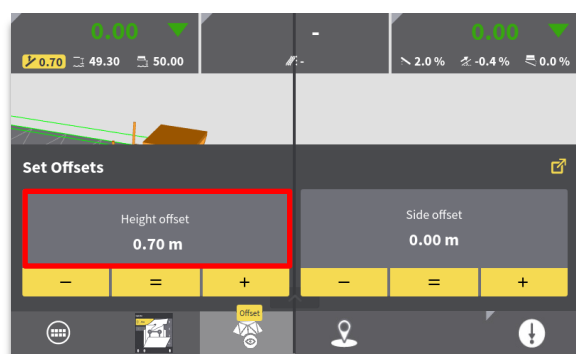 0.00 - 0.00
0.70 49.30 50.00 - 2.0 % -0.4 % 0.0 %
Set Offsets
Height offset Side offset
0.70 m 0.00 m
− = + − = +
Offset